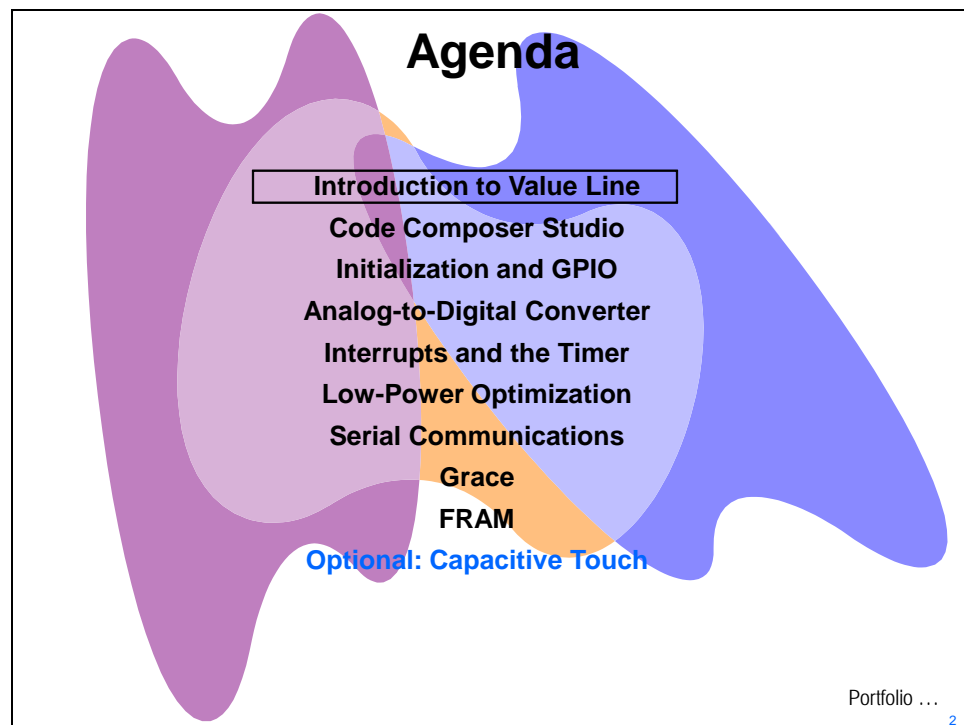 Agenda
Introduction to Value Line
Code Composer Studio
Initialization and GPIO
Analog-to-Digital Converter
Interrupts and the Timer
Low-Power Optimization
Serial Communications
Grace
FRAM
Optional: Capacitive Touch
Portfolio …
2